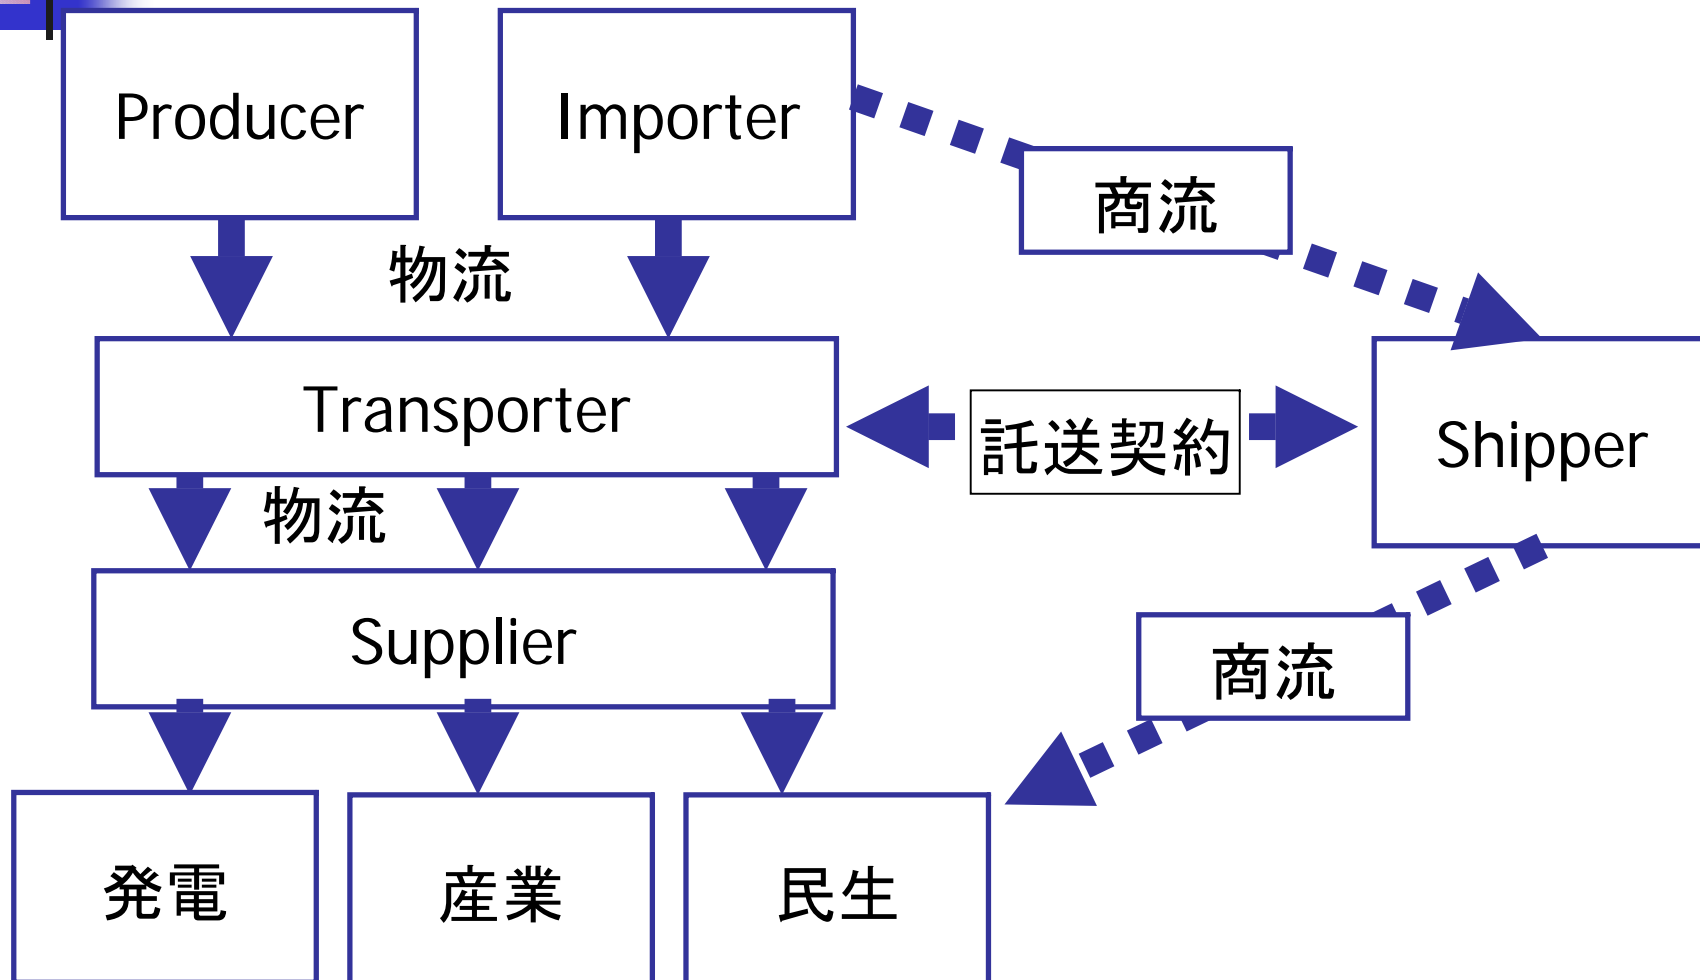 Producer
Importer
商流
物流
Transporter
託送契約
Shipper
物流
Supplier
商流
発電
産業
民生